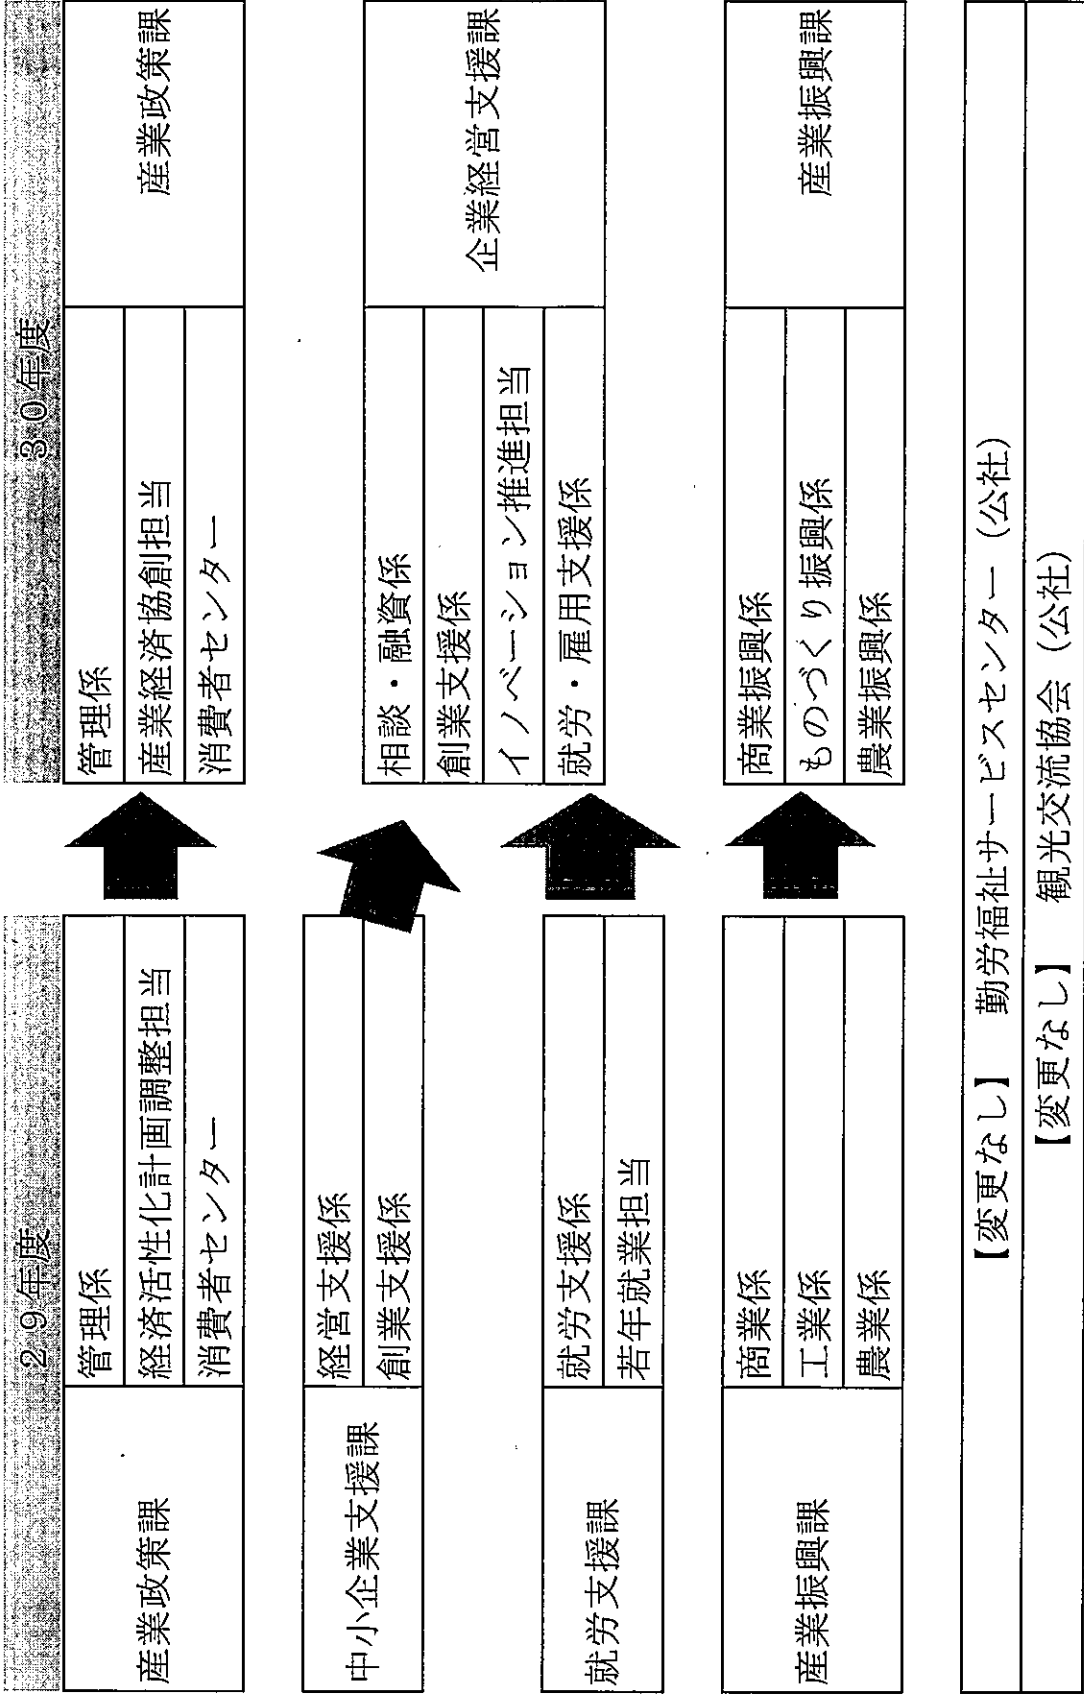 29年度
30年度
産業政策課
管理係
経済活性化計画調整担当
消費者センター
管理係
産業経済協創担当
消費者センター
産業政策課
中小企業支援課
経営支援係
創業支援係
就労支援課
就労支援係
若年就業担当
相談・融資係
創業支援係
イノベーション推進担当
就労・雇用支援係
企業経営支援課
産業振興課
商業係
工業係
農業係
商業振興係
ものづくり振興係
農業振興係
産業振興課
【変更なし】 勤労福祉サービスセンター（公社）
【変更なし】 観光交流協会（公社）